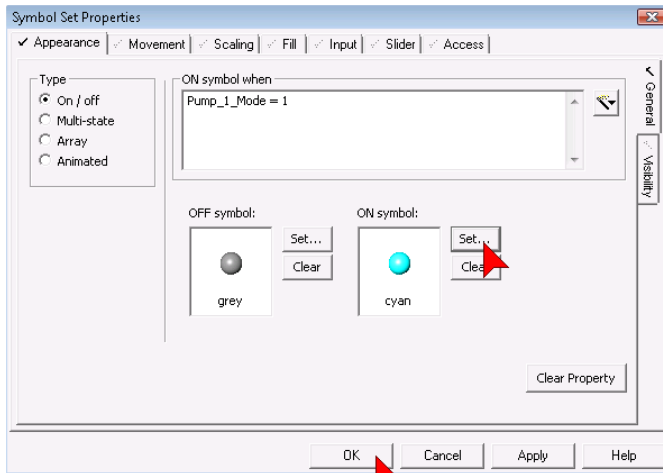 Symbol Set Properties
Appearance Movement Scaling Fill Input Slider Access
General
Visibility
Type
On / off
Multi-state
Array
Animated
ON symbol when
Pump_1_Mode = 1
OFF symbol:
Set...
Clear
grey
ON symbol:
Set...
Clear
cyan
Clear Property
OK Cancel Apply Help